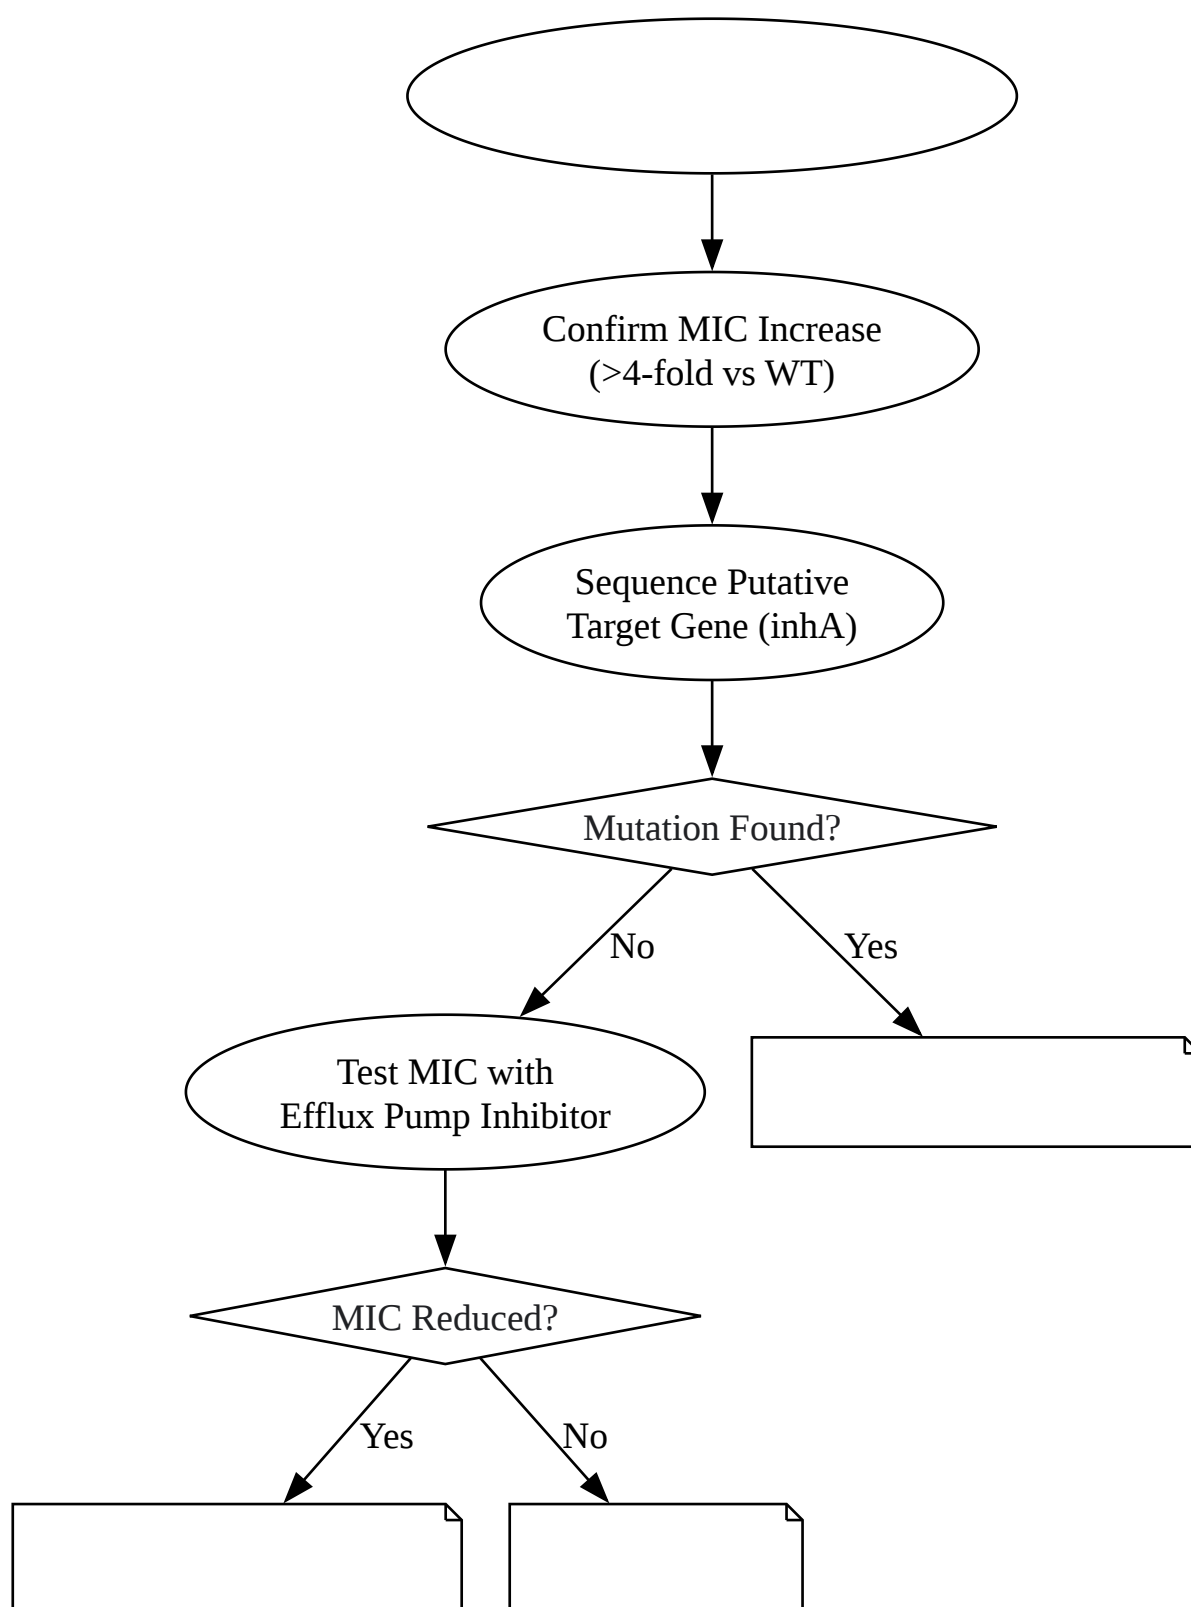 Confirm MIC Increase
(>4-fold vs WT)
Sequence Putative
Target Gene (inhA)
Mutation Found?
No
Yes
Test MIC with
Efflux Pump Inhibitor
MIC Reduced?
Yes
No